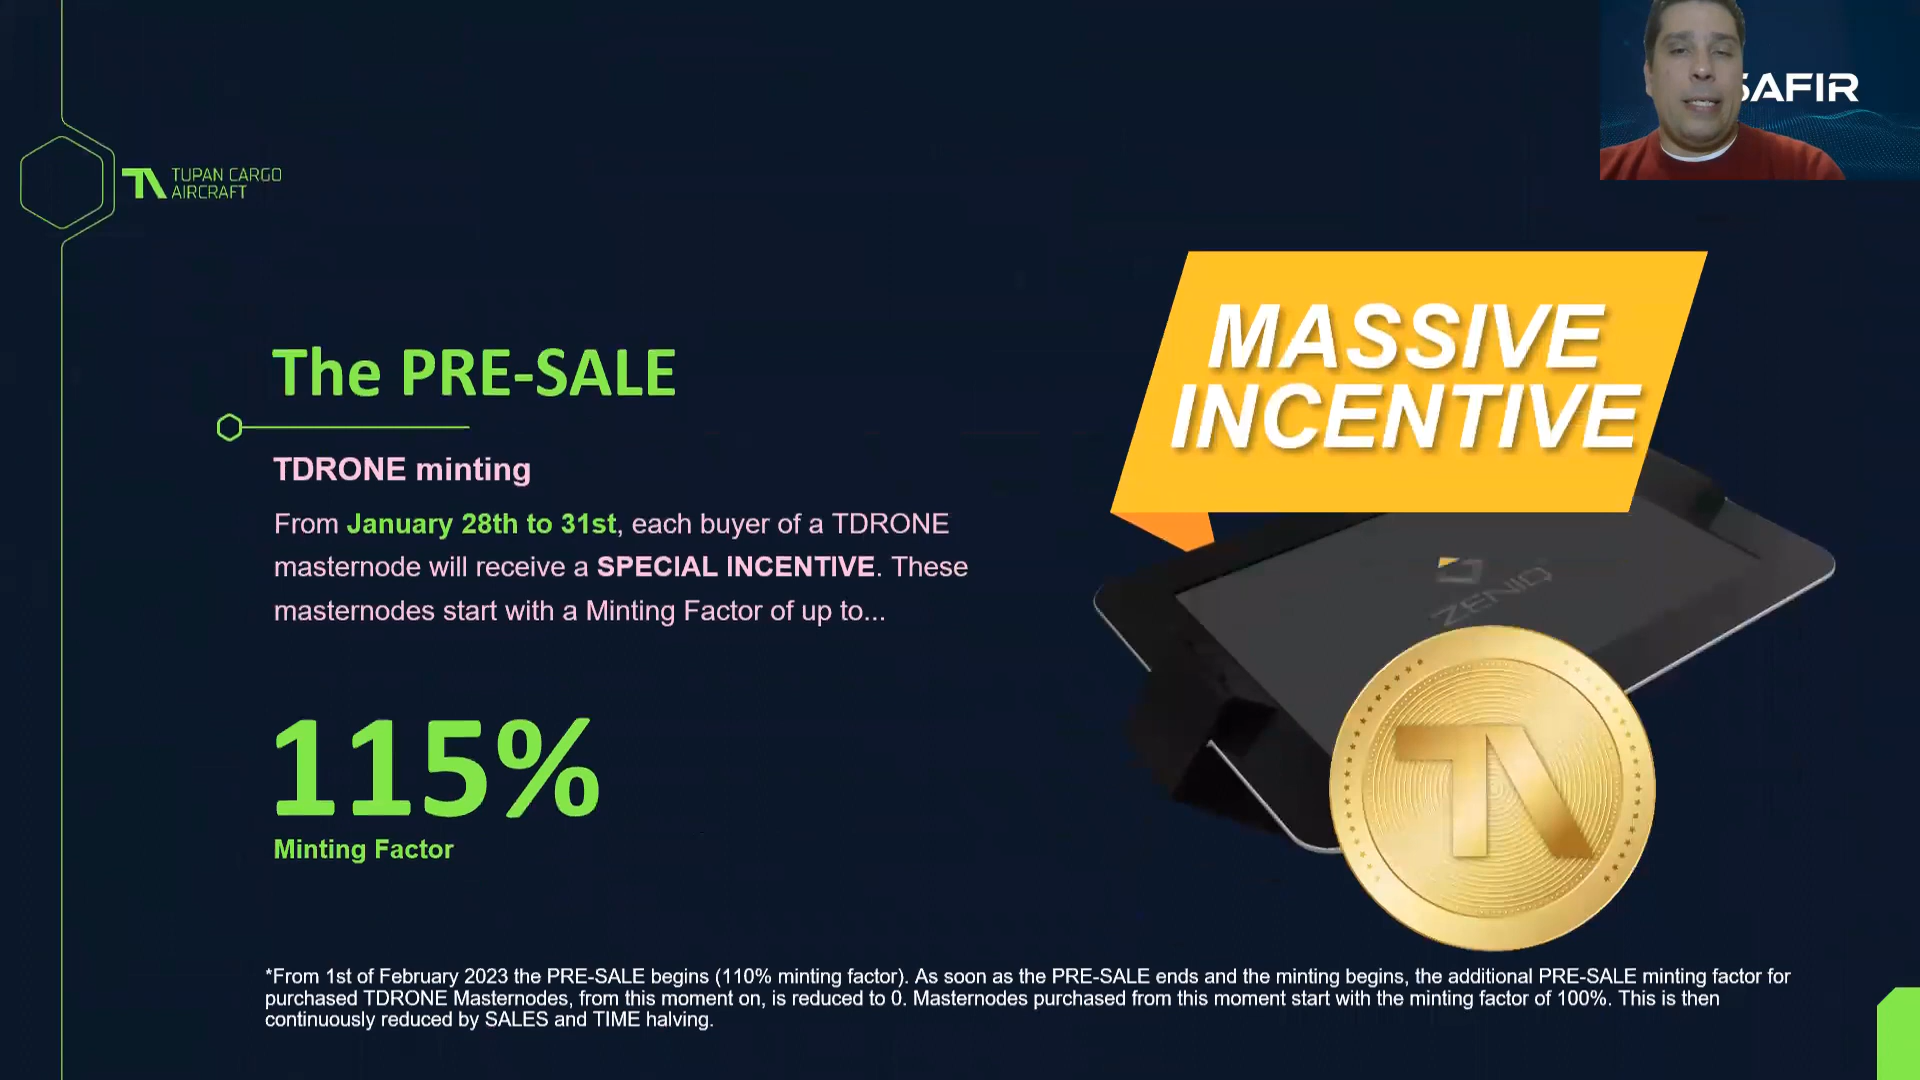 SAFIR
TUPAN CARGO
AIRCRAFT
MASSIVE
INCENTIVE
The PRE-SALE
TDRONE minting
From January 28th to 31st, each buyer of a TDRONE
masternode will receive a SPECIAL INCENTIVE. These
masternodes start with a Minting Factor of up to...
ZENIQ
115%
Minting Factor
*From 1st of February 2023 the PRE-SALE begins (110% minting factor). As soon as the PRE-SALE ends and the minting begins, the additional PRE-SALE minting factor for
purchased TDRONE Masternodes, from this moment on, is reduced to 0. Masternodes purchased from this moment start with the minting factor of 100%. This is then
continuously reduced by SALES and TIME halving.